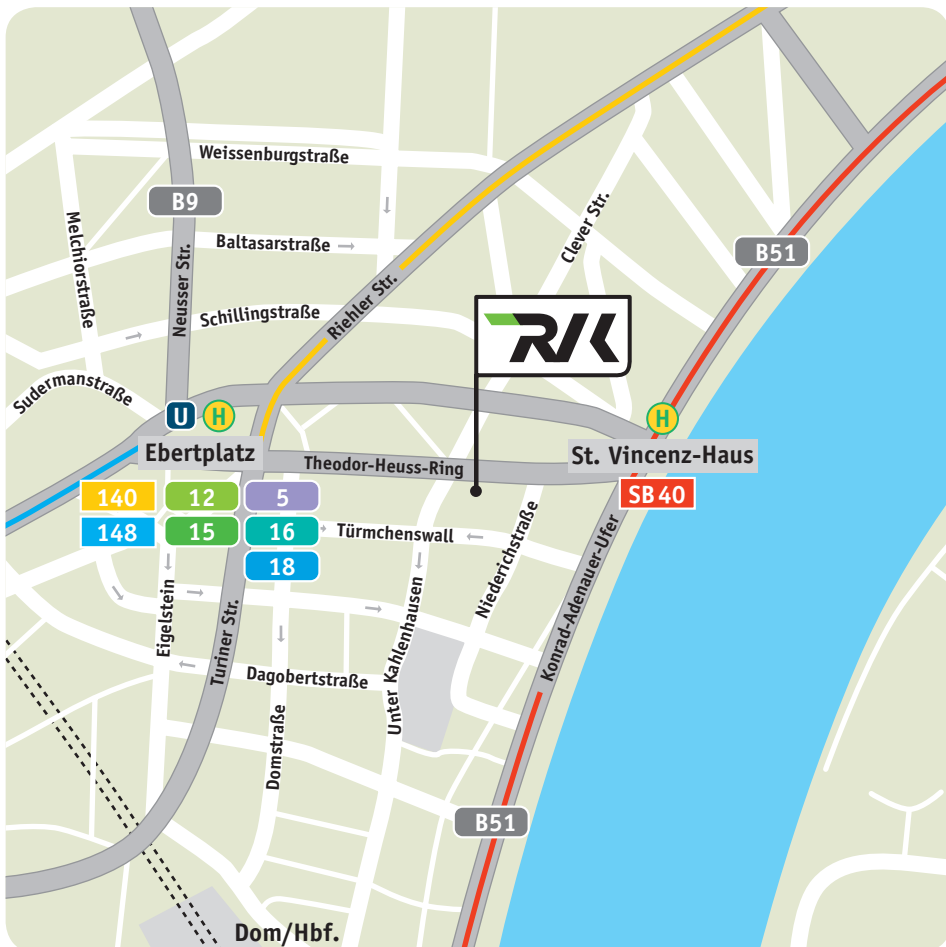 Weissenburgstraße
B9
Melchiorstraße
Clever Str.
Baltasarstraße
B51
Neusser Str.
Riehler Str.
Schillingstraße
RVK
Sudermanstraße
U
H
H
Ebertplatz
St. Vincenz-Haus
Theodor-Heuss-Ring
140
12
5
SB 40
148
15
16
Türmchenswall
18
Niederichstraße
Konrad-Adenauer-Ufer
Eigelstein
Turiner Str.
Unter Kahlenhausen
Dagobertstraße
Domstraße
B51
Dom/Hbf.